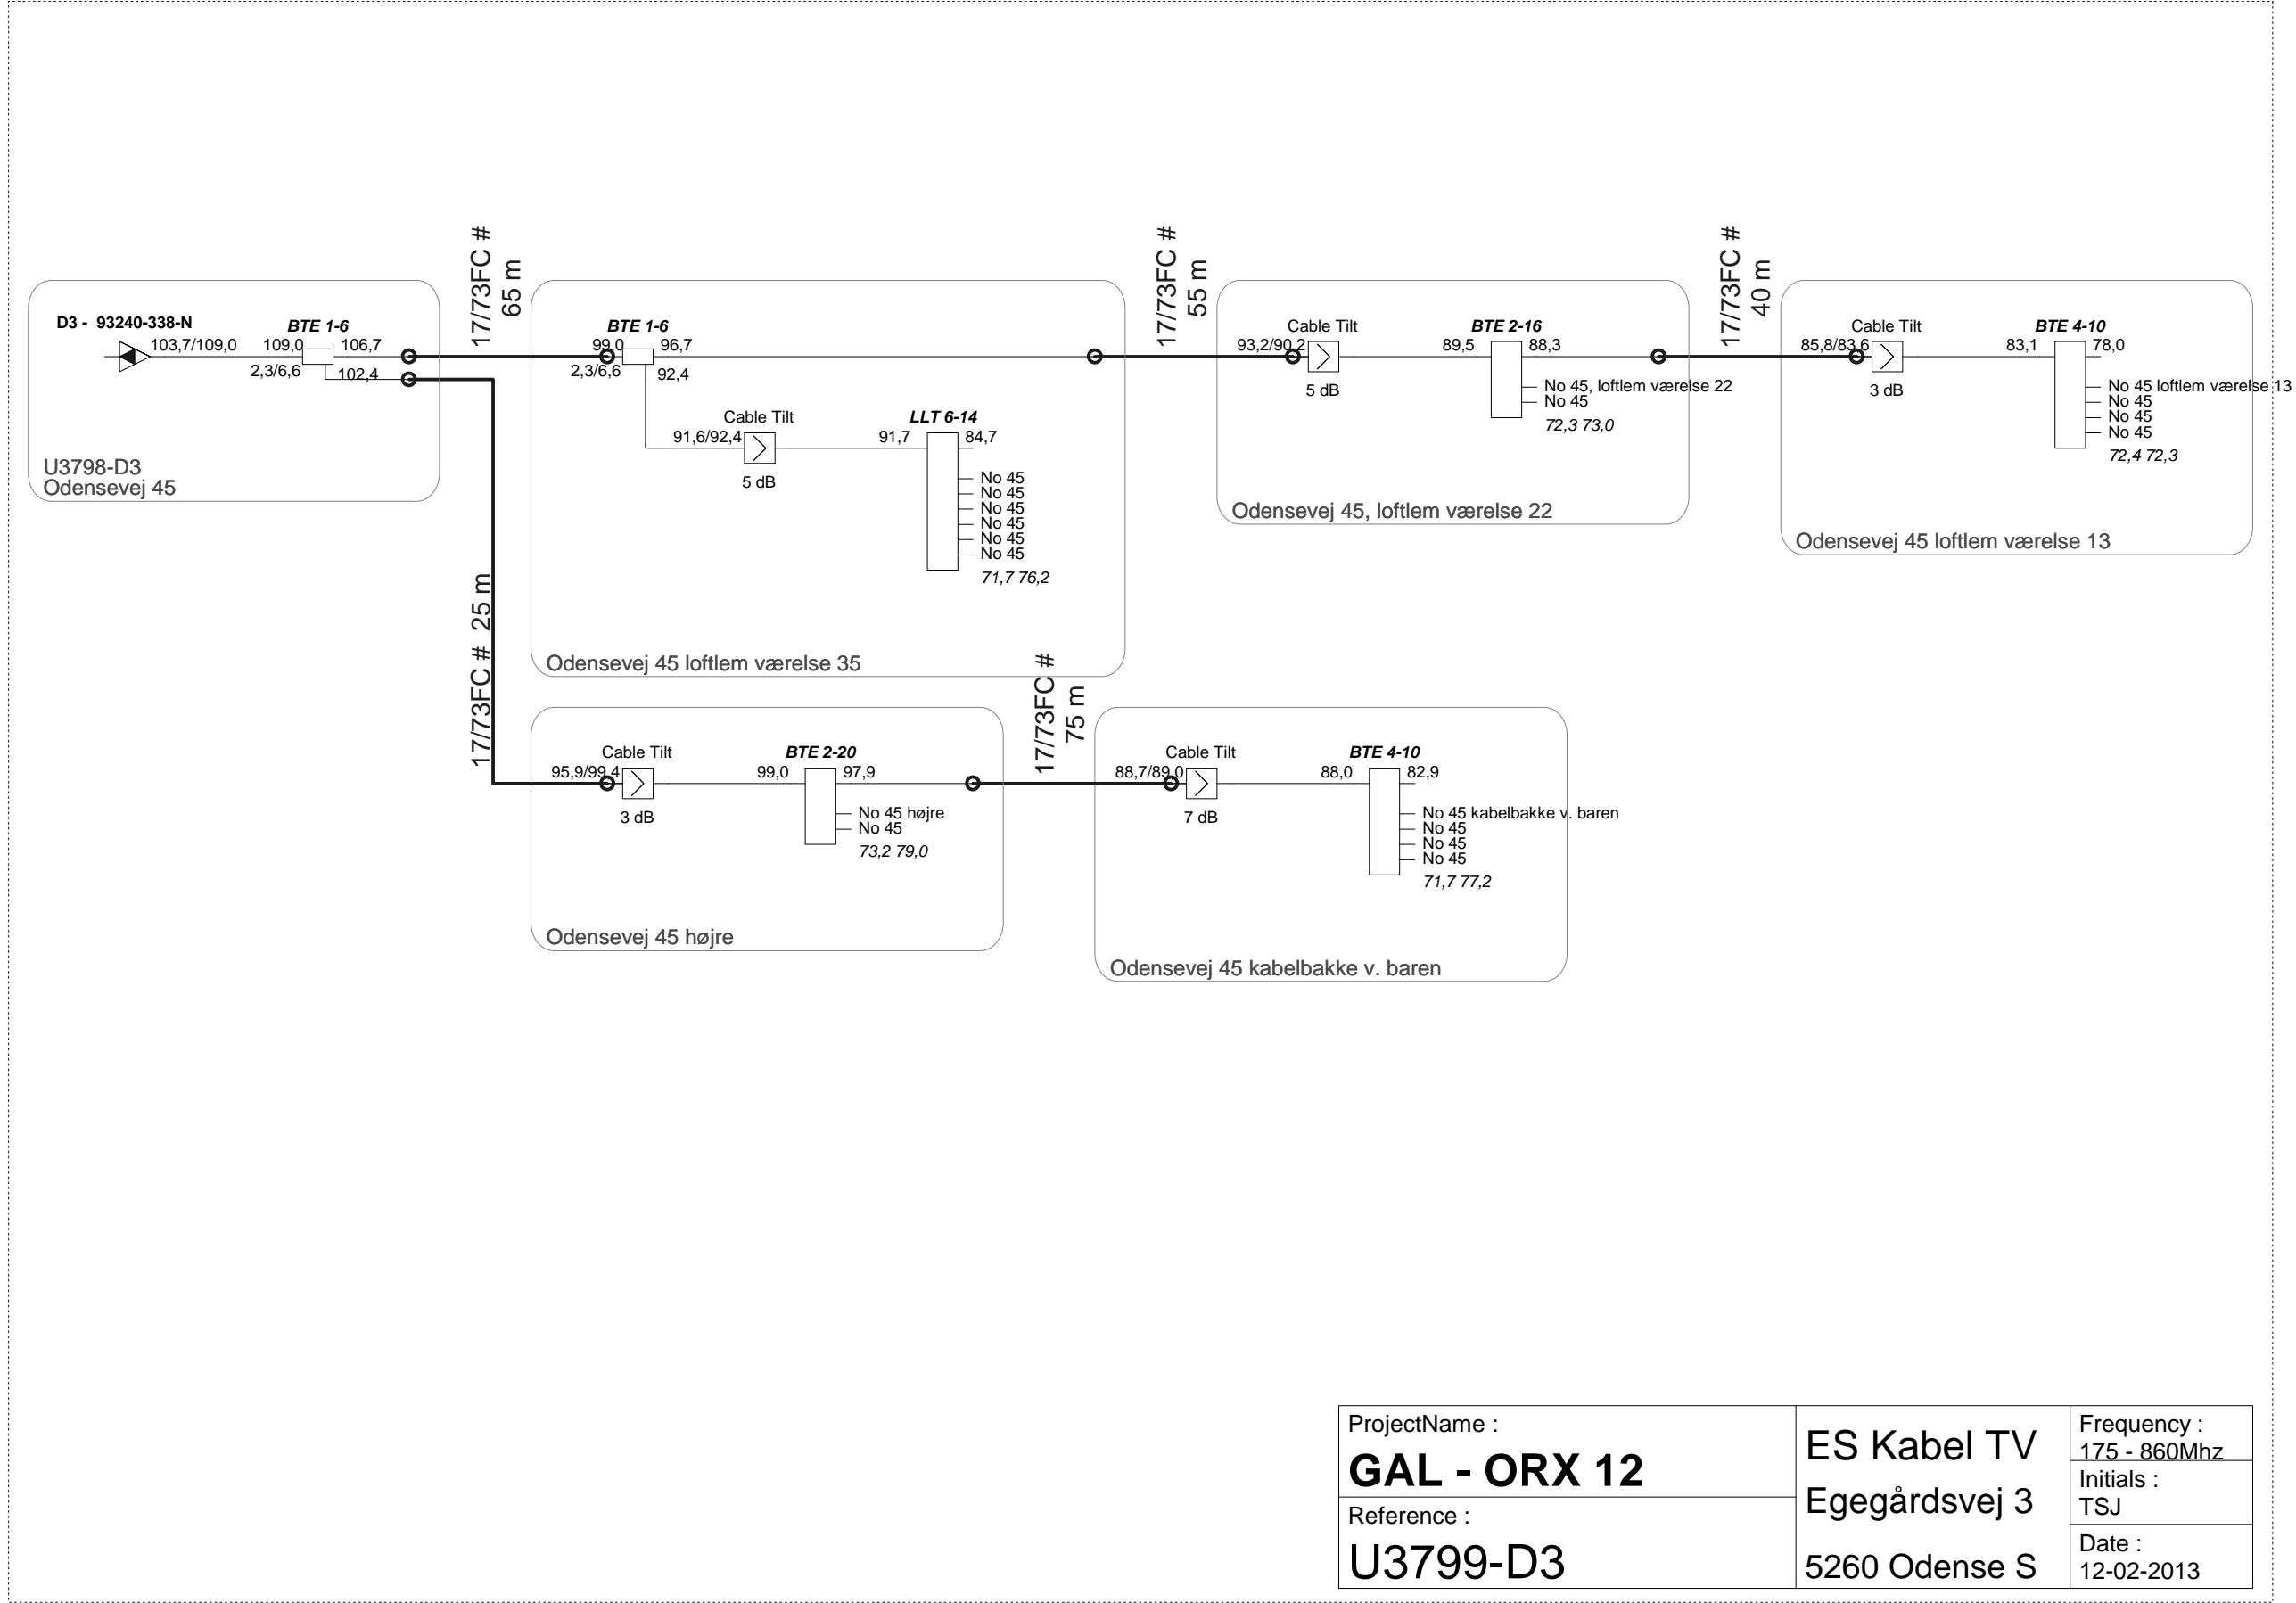 D3 -  93240-338-N
103,7/109,0
BTE 1-6
109,0
106,7
2,3/6,6
102,4
U3798-D3
Odensevej 45
17/73FC #
65 m
BTE 1-6
99,0
96,7
2,3/6,6
92,4
Cable Tilt
91,6/92,4
5 dB
LLT 6-14
91,7
84,7
No 45
No 45
No 45
No 45
No 45
No 45
71,7 76,2
Odensevej 45 loftlem værelse 35
17/73FC #
55 m
Cable Tilt
93,2/90,2
5 dB
BTE 2-16
89,5
88,3
No 45, loftlem værelse 22
No 45
72,3 73,0
Odensevej 45, loftlem værelse 22
17/73FC #
40 m
Cable Tilt
85,8/83,6
3 dB
BTE 4-10
83,1
78,0
No 45 loftlem værelse 13
No 45
No 45
No 45
72,4 72,3
Odensevej 45 loftlem værelse 13
17/73FC #  25 m
Cable Tilt
95,9/99,4
3 dB
BTE 2-20
99,0
97,9
No 45 højre
No 45
73,2 79,0
Odensevej 45 højre
17/73FC #
75 m
Cable Tilt
88,7/89,0
7 dB
BTE 4-10
88,0
82,9
No 45 kabelbakke v. baren
No 45
No 45
No 45
71,7 77,2
Odensevej 45 kabelbakke v. baren
ProjectName :
GAL - ORX 12
Reference :
U3799-D3
ES Kabel TV
Egegårdsvej 3
5260 Odense S
Frequency :
175 - 860Mhz
Initials :
TSJ
Date :
12-02-2013